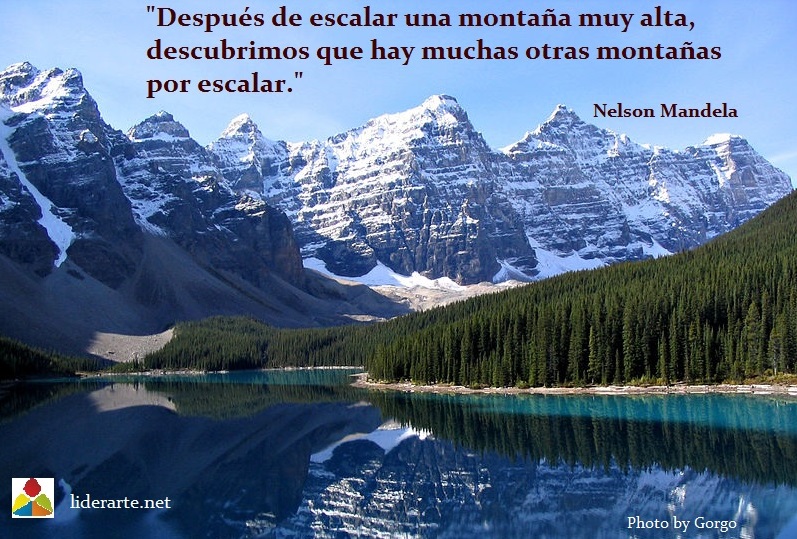 "Después de escalar una montaña muy alta,
descubrimos que hay muchas otras montañas
por escalar."
Nelson Mandela
liderarte.net
Photo by Gorgo